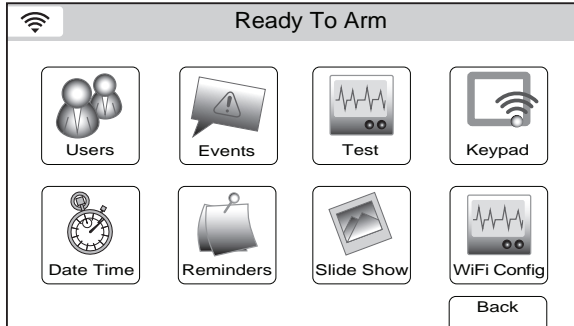 Ready To Arm
Users
Events
Test
Keypad
Date Time
Reminders
Slide Show
WiFi Config
Back